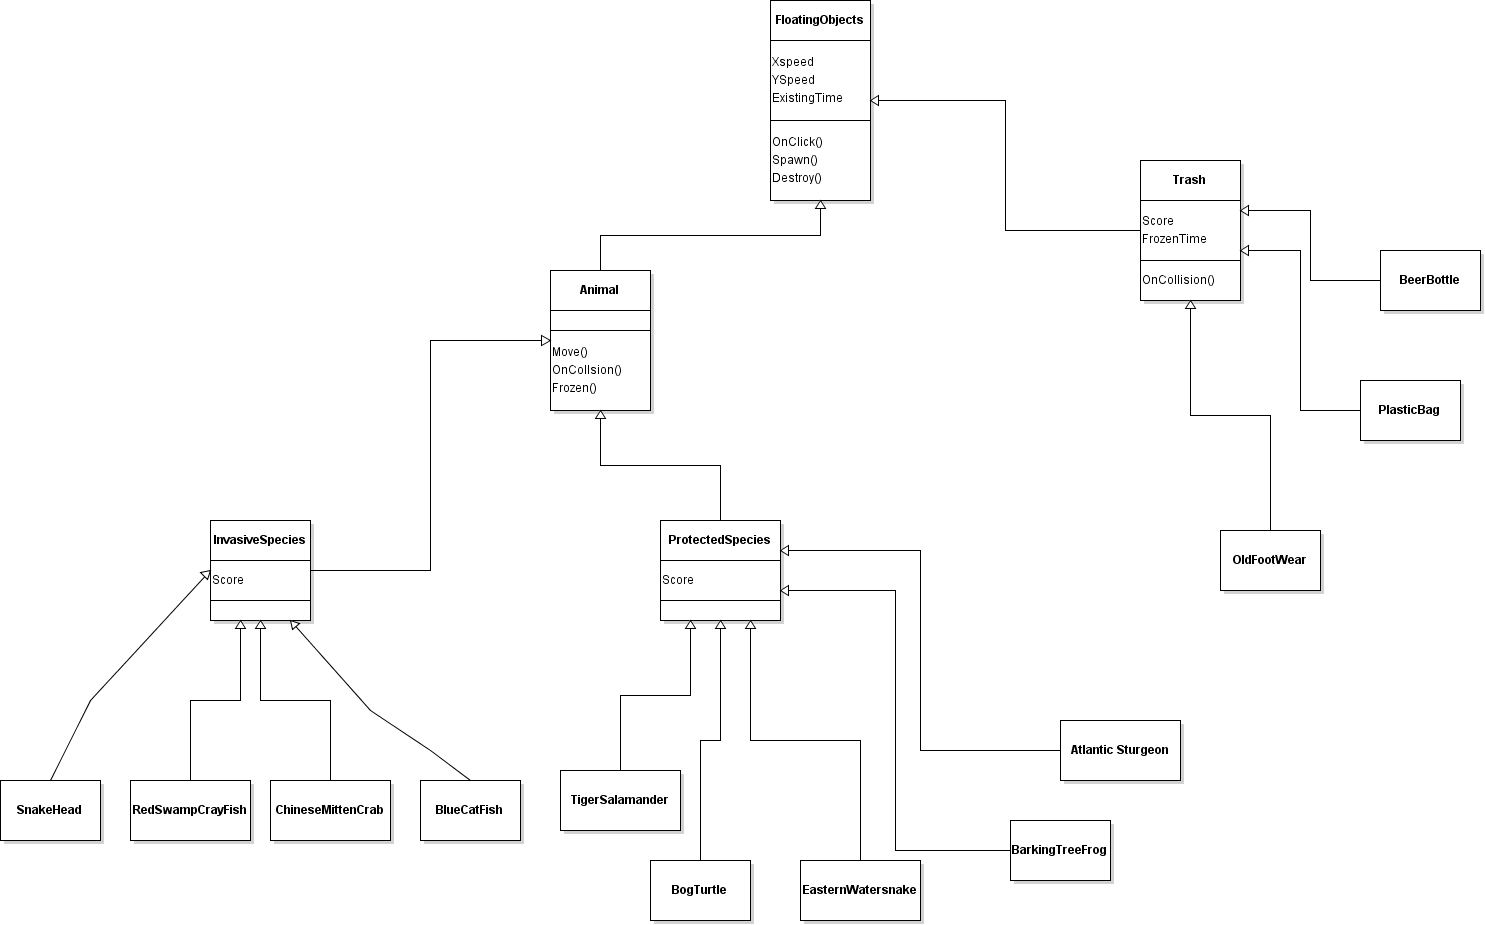 FloatingObjects
Xspeed
YSpeed
ExistingTime
OnClick()
Spawn()
Destroy()
Trash
Score
FrozenTime
OnCollision()
BeerBottle
PlasticBag
OldFootWear
Animal
Move()
OnCollsion()
Frozen()
InvasiveSpecies
Score
ProtectedSpecies
Score
SnakeHead
RedSwampCrayFish
ChineseMittenCrab
BlueCatFish
TigerSalamander
BogTurtle
EasternWatersnake
BarkingTreeFrog
Atlantic Sturgeon